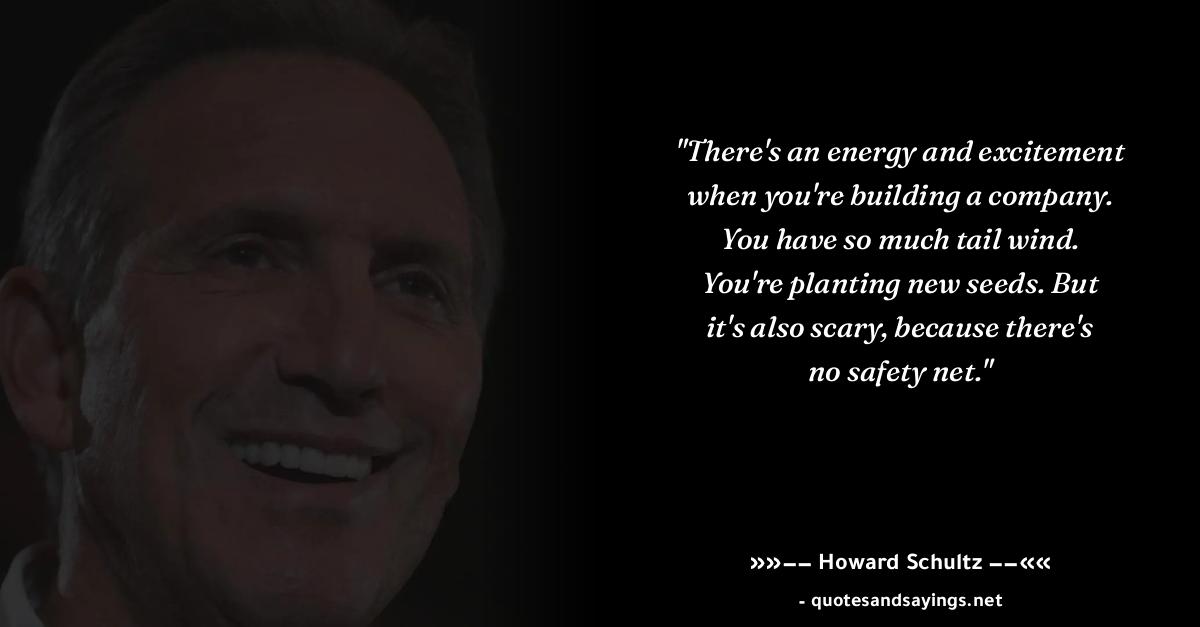 "There's an energy and excitement
when you're building a company.
You have so much tail wind.
You're planting new seeds. But
it's also scary, because there's
no safety net."
»»−− Howard Schultz −−««
- quotesandsayings.net